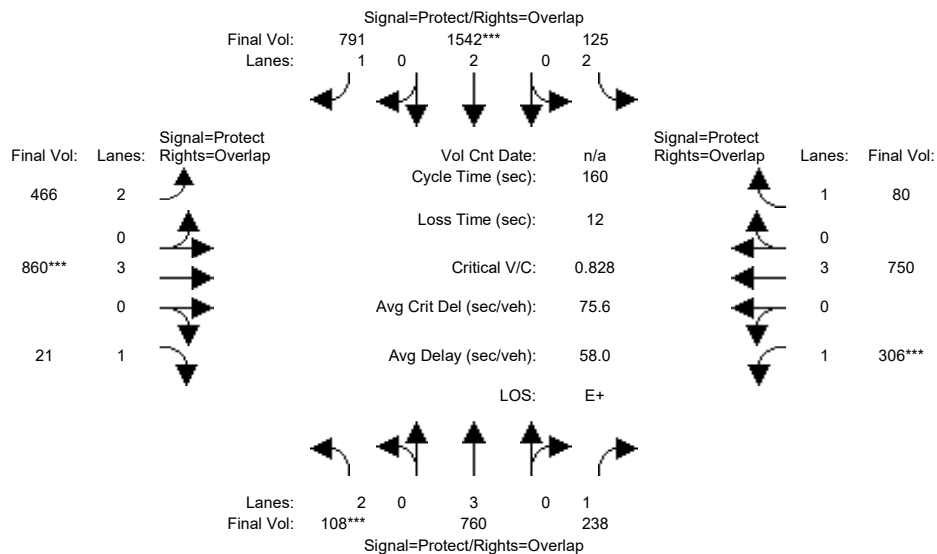 Signal=Protect/Rights=Overlap
Final Vol: 791 1542*** 125
Lanes: 1 0 2 0 2
Signal=Protect
Final Vol: Lanes: Rights=Overlap
Vol Cnt Date: n/a
Signal=Protect
Rights=Overlap Lanes: Final Vol:
Cycle Time (sec): 160
466 2
1 80
Loss Time (sec): 12
0
0
860*** 3
Critical V/C: 0.828
3 750
0
Avg Crit Del (sec/veh): 75.6
0
21 1
Avg Delay (sec/veh): 58.0
1 306***
LOS: E+
Lanes: 2 0 3 0 1
Final Vol: 108*** 760 238
Signal=Protect/Rights=Overlap